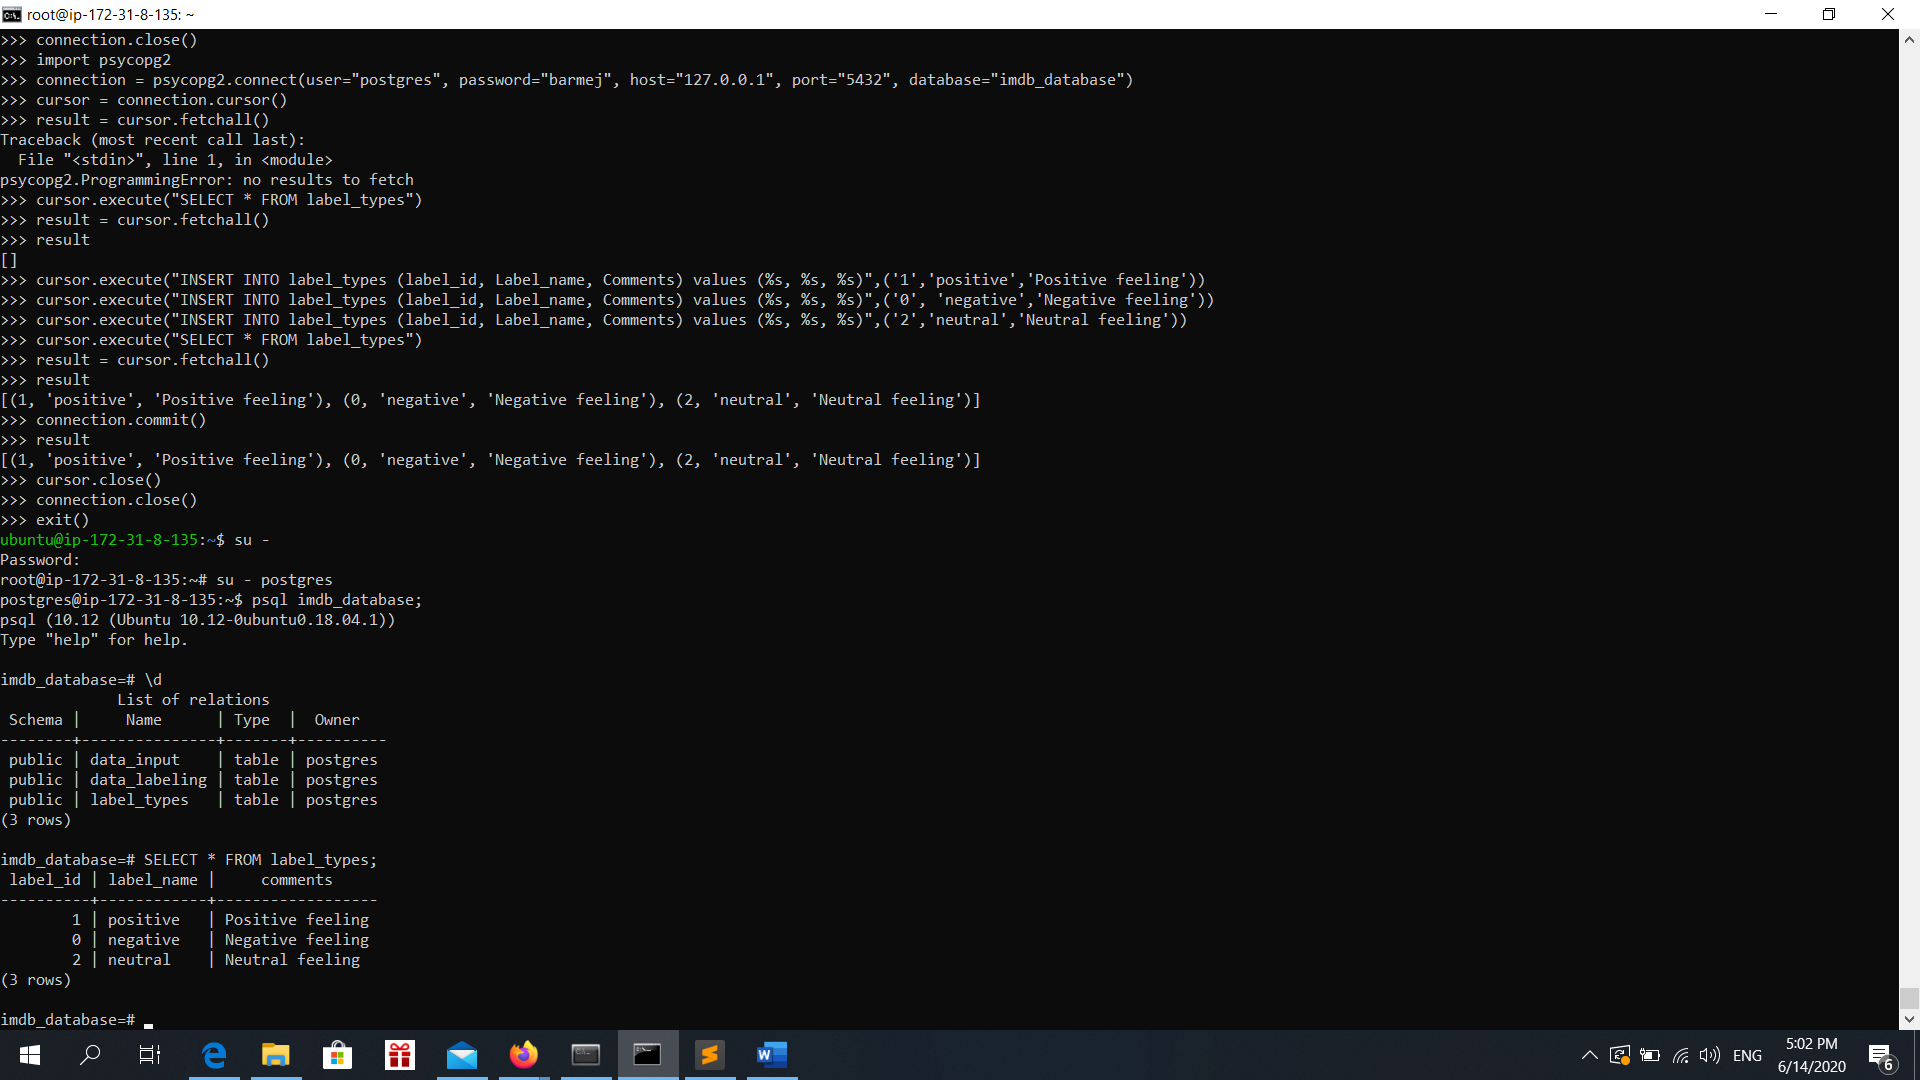 root@ip-172-31-8-135: ~
>>> connection.close()
>>> import psycopg2
>>> connection = psycopg2.connect(user="postgres", password="barmej", host="127.0.0.1", port="5432", database="imdb_database")
>>> cursor = connection.cursor()
>>> result = cursor.fetchall()
Traceback (most recent call last):
  File "<stdin>", line 1, in <module>
psycopg2.ProgrammingError: no results to fetch
>>> cursor.execute("SELECT * FROM label_types")
>>> result = cursor.fetchall()
>>> result
[]
>>> cursor.execute("INSERT INTO label_types (label_id, Label_name, Comments) values (%s, %s, %s)",('1','positive','Positive feeling'))
>>> cursor.execute("INSERT INTO label_types (label_id, Label_name, Comments) values (%s, %s, %s)",('0', 'negative','Negative feeling'))
>>> cursor.execute("INSERT INTO label_types (label_id, Label_name, Comments) values (%s, %s, %s)",('2','neutral','Neutral feeling'))
>>> cursor.execute("SELECT * FROM label_types")
>>> result = cursor.fetchall()
>>> result
[(1, 'positive', 'Positive feeling'), (0, 'negative', 'Negative feeling'), (2, 'neutral', 'Neutral feeling')]
>>> connection.commit()
>>> result
[(1, 'positive', 'Positive feeling'), (0, 'negative', 'Negative feeling'), (2, 'neutral', 'Neutral feeling')]
>>> cursor.close()
>>> connection.close()
>>> exit()
ubuntu@ip-172-31-8-135:~$ su -
Password:
root@ip-172-31-8-135:~# su - postgres
postgres@ip-172-31-8-135:~$ psql imdb_database;
psql (10.12 (Ubuntu 10.12-0ubuntu0.18.04.1))
Type "help" for help.

imdb_database=# \d
             List of relations
 Schema |     Name      | Type  |  Owner
--------+---------------+-------+----------
 public | data_input    | table | postgres
 public | data_labeling | table | postgres
 public | label_types   | table | postgres
(3 rows)

imdb_database=# SELECT * FROM label_types;
 label_id | label_name |     comments
----------+------------+------------------
        1 | positive   | Positive feeling
        0 | negative   | Negative feeling
        2 | neutral    | Neutral feeling
(3 rows)

imdb_database=#
ENG
5:02 PM
6/14/2020
6